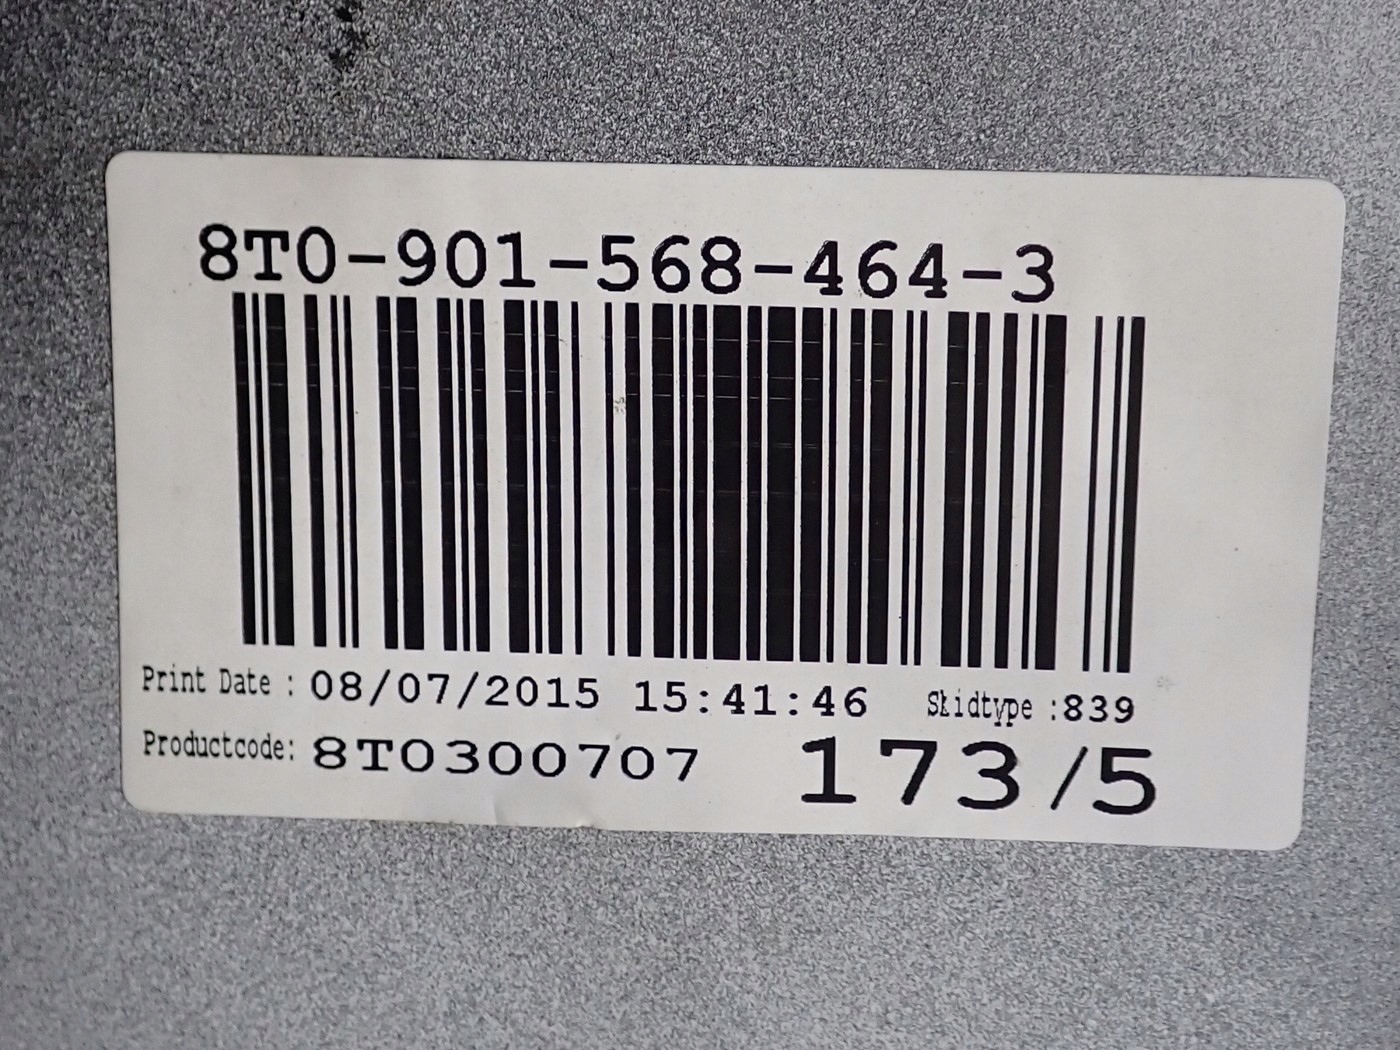 8T0-901-568-464-3
Print Date : 08/07/2015 15:41:46 Skidtype :839
Productcode: 8T0300707 173/5